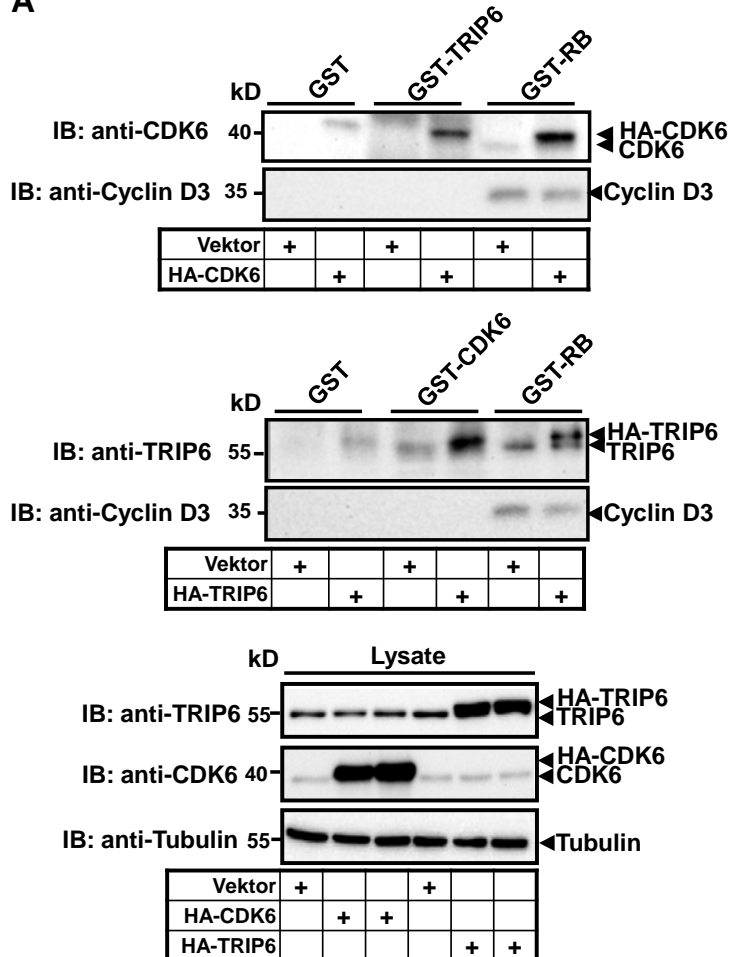 A
GST GST-TRIP6 GST-RB
kD
IB: anti-CDK6 40 HA-CDK6
CDK6
IB: anti-Cyclin D3 35 Cyclin D3
Vektor + + +
HA-CDK6 + + +
GST GST-CDK6 GST-RB
kD
IB: anti-TRIP6 55 HA-TRIP6
TRIP6
IB: anti-Cyclin D3 35 Cyclin D3
Vektor + + +
HA-TRIP6 + + +
kD Lysate
IB: anti-TRIP6 55 HA-TRIP6
TRIP6
IB: anti-CDK6 40 HA-CDK6
CDK6
IB: anti-Tubulin 55 Tubulin
Vektor + +
HA-CDK6 + +
HA-TRIP6 + +